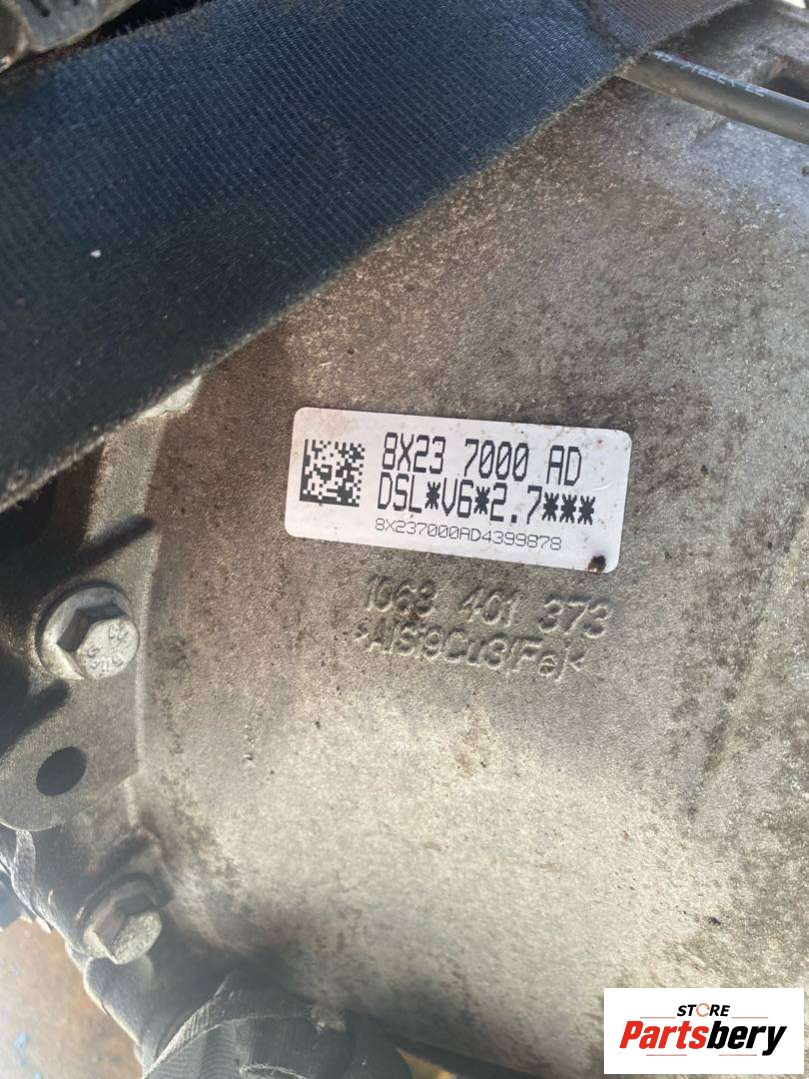 8X23 7000 AD
DSL*V6*2.7***
8X237000AD4399878
1068 401 373
>AlSi9Cu3(Fe)<
STORE
Partsbery